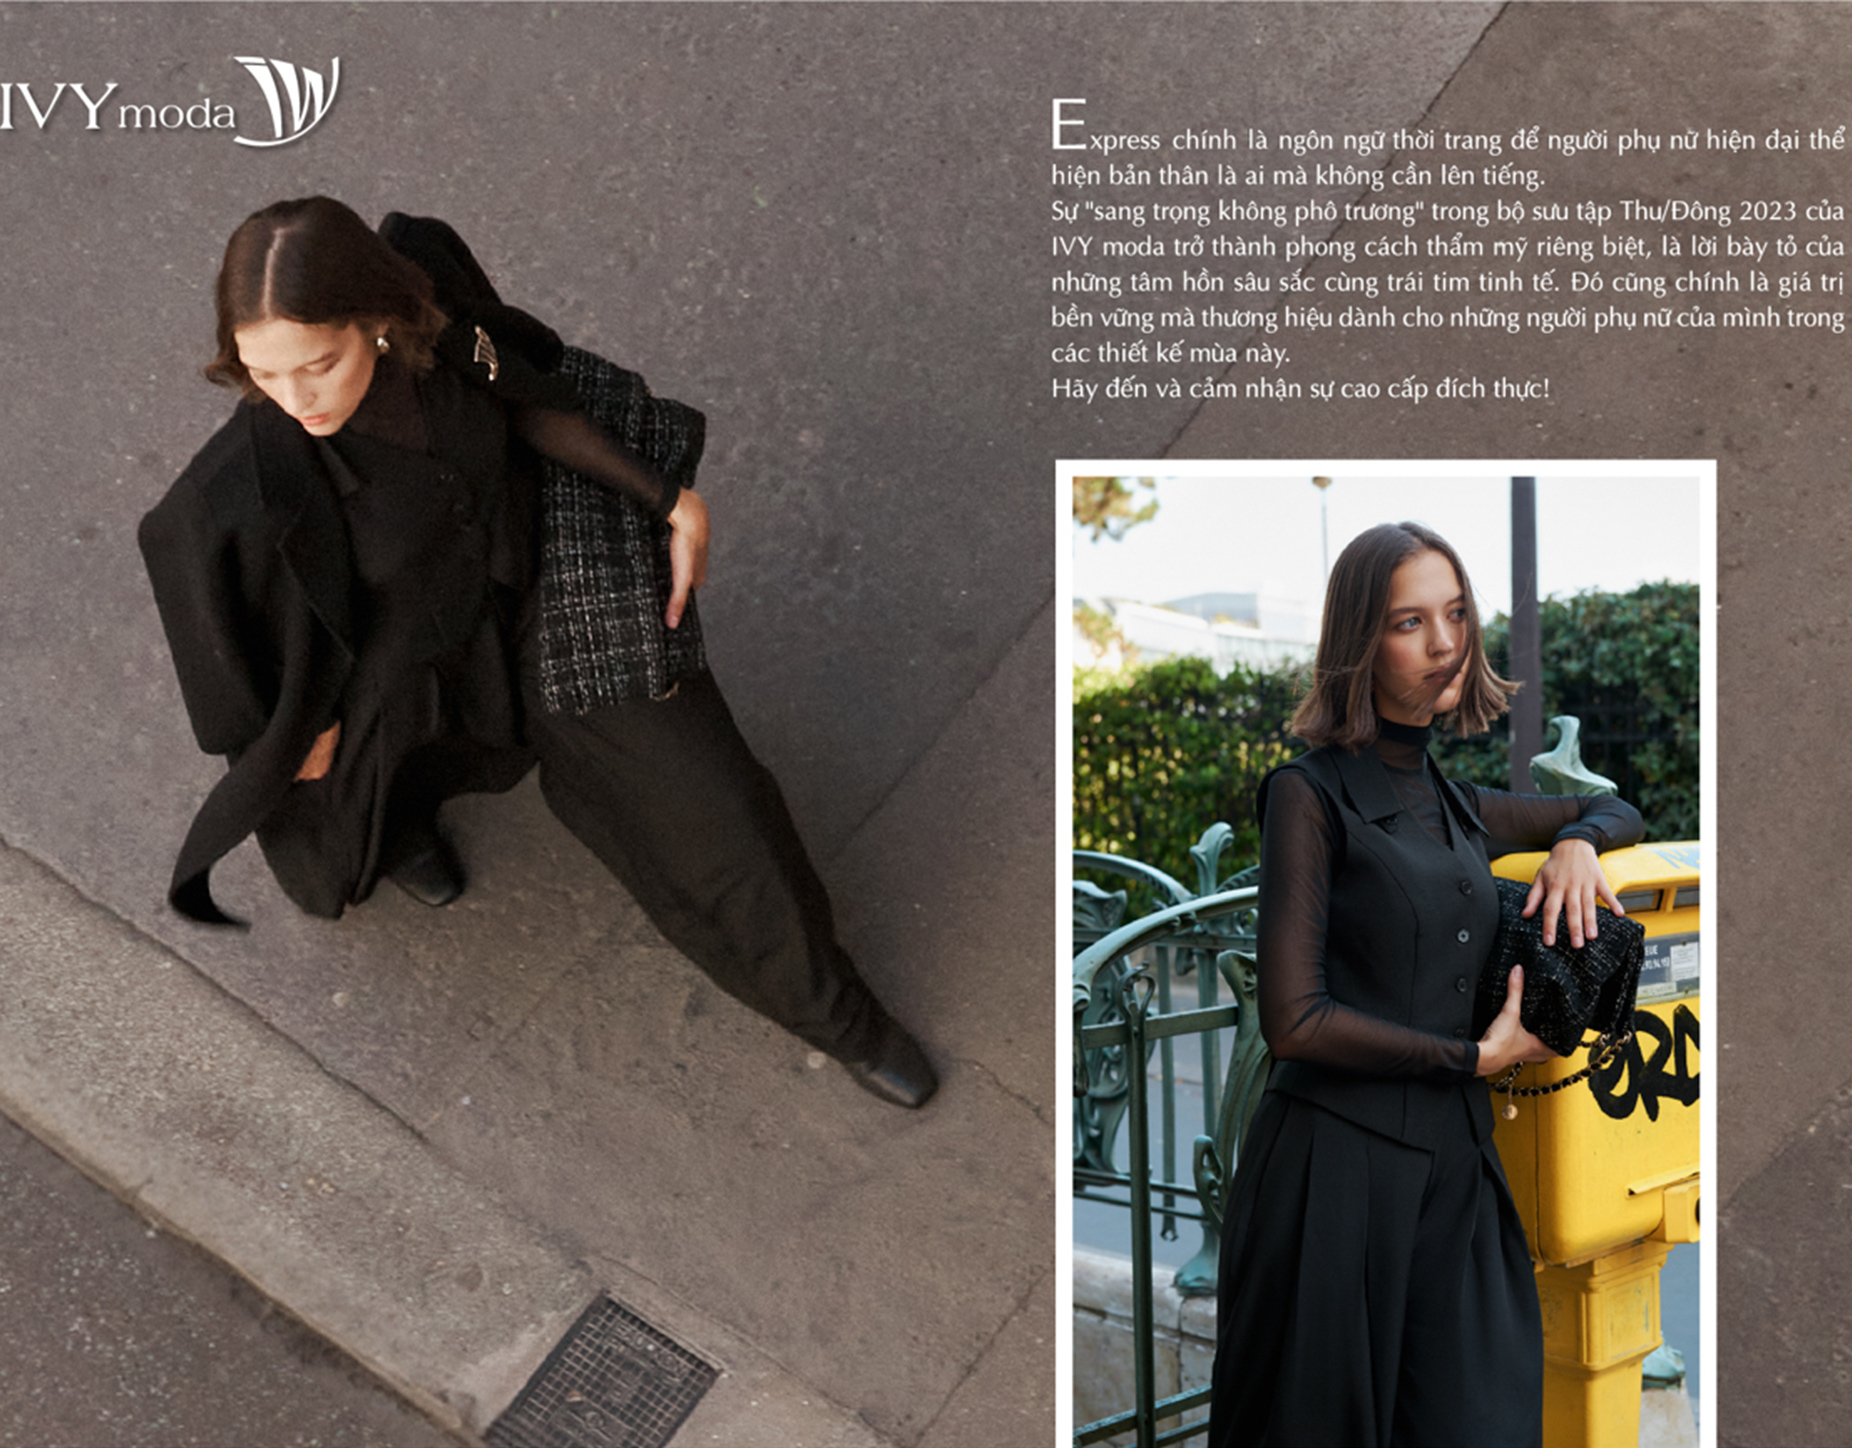 IVY moda
Express chính là ngôn ngữ thời trang để người phụ nữ hiện đại thể
hiện bản thân là ai mà không cần lên tiếng.
Sự "sang trọng không phô trương" trong bộ sưu tập Thu/Đông 2023 của
IVY moda trở thành phong cách thẩm mỹ riêng biệt, là lời bày tỏ của
những tâm hồn sâu sắc cùng trái tim tinh tế. Đó cũng chính là giá trị
bền vững mà thương hiệu dành cho những người phụ nữ của mình trong
các thiết kế mùa này.
Hãy đến và cảm nhận sự cao cấp đích thực!